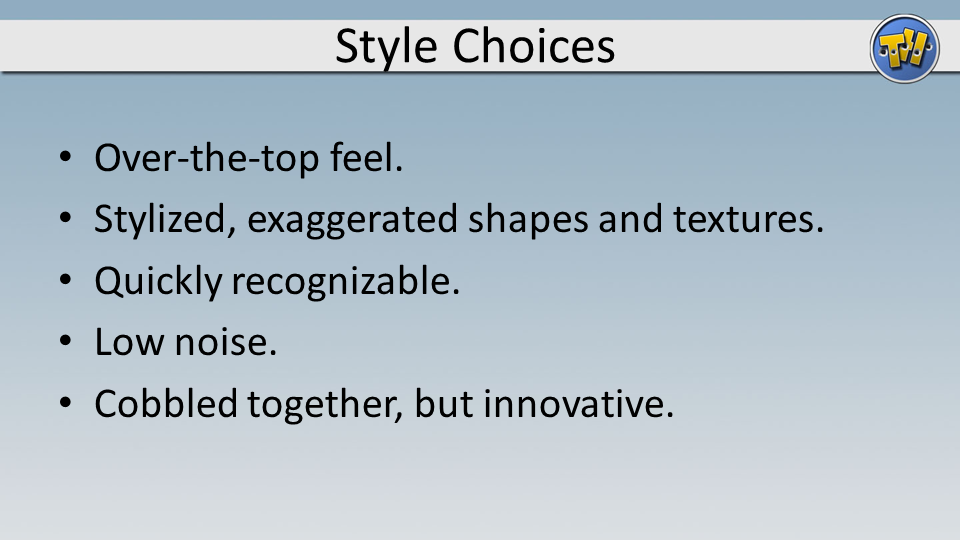 Style Choices
TH
• Over-the-top feel.
• Stylized, exaggerated shapes and textures.
• Quickly recognizable.
• Low noise.
• Cobbled together, but innovative.